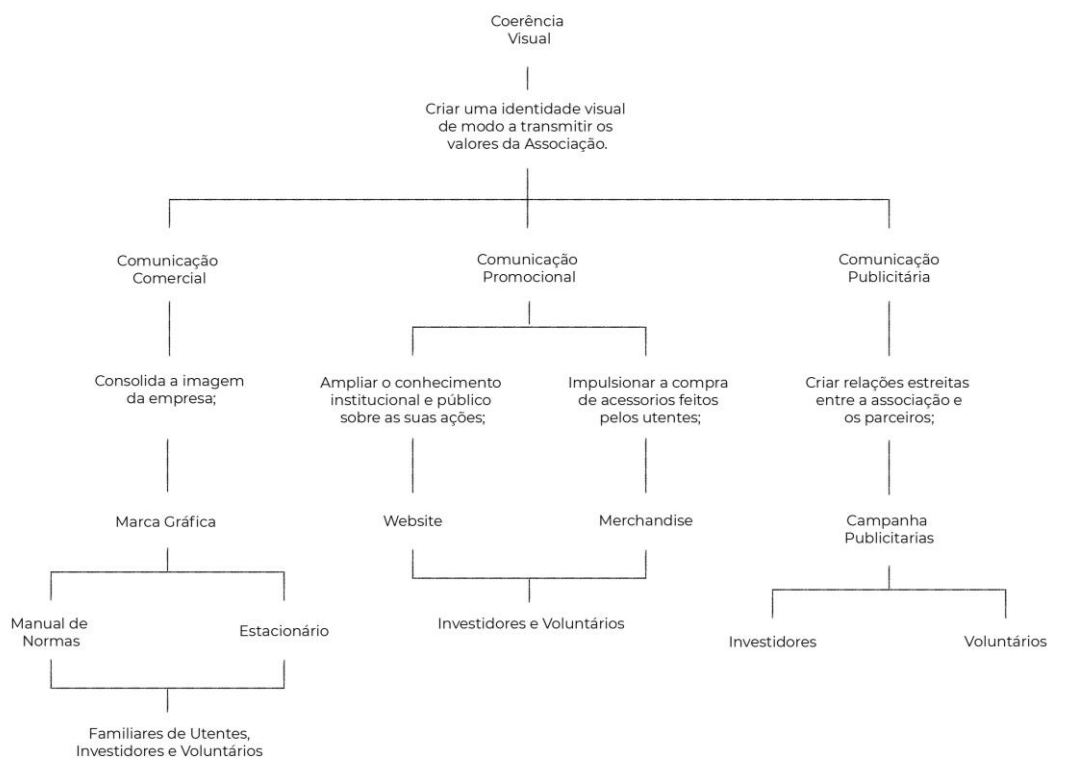 Coerência
Visual
Criar uma identidade visual
de modo a transmitir os
valores da Associação.
Comunicação
Comercial
Comunicação
Promocional
Comunicação
Publicitária
Consolida a imagem
da empresa;
Ampliar o conhecimento
institucional e público
sobre as suas ações;
Impulsionar a compra
de acessorios feitos
pelos utentes;
Criar relações estreitas
entre a associação e
os parceiros;
Marca Gráfica
Website
Merchandise
Campanha
Publicitarias
Manual de
Normas
Estacionário
Investidores e Voluntários
Investidores
Voluntários
Familiares de Utentes,
Investidores e Voluntários